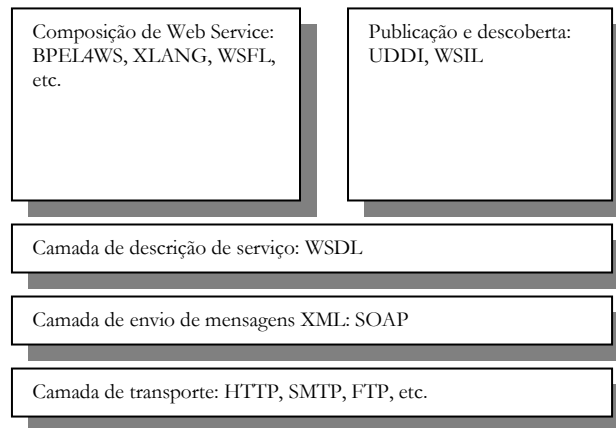 Composição de Web Service:
BPEL4WS, XLANG, WSFL,
etc.
Publicação e descoberta:
UDDI, WSIL
Camada de descrição de serviço: WSDL
Camada de envio de mensagens XML: SOAP
Camada de transporte: HTTP, SMTP, FTP, etc.